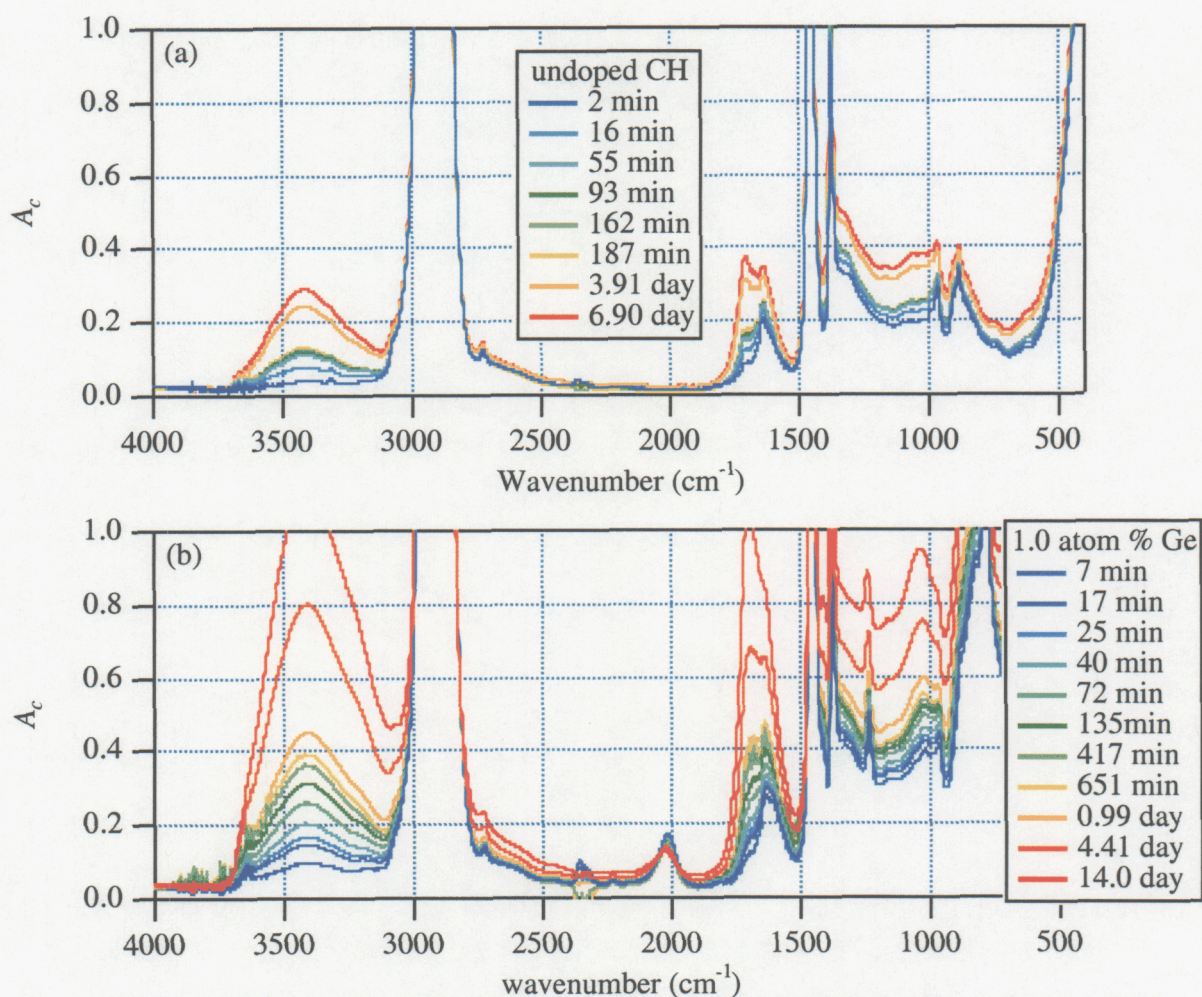 1.0
(a)
undoped CH
2 min
16 min
55 min
93 min
162 min
187 min
3.91 day
6.90 day
0.8
0.6
0.4
0.2
0.0
A_c
4000 3500 3000 2500 2000 1500 1000 500
Wavenumber (cm⁻¹)
1.0
(b)
1.0 atom % Ge
7 min
17 min
25 min
40 min
72 min
135min
417 min
651 min
0.99 day
4.41 day
14.0 day
0.8
0.6
0.4
0.2
0.0
A_c
4000 3500 3000 2500 2000 1500 1000 500
wavenumber (cm⁻¹)